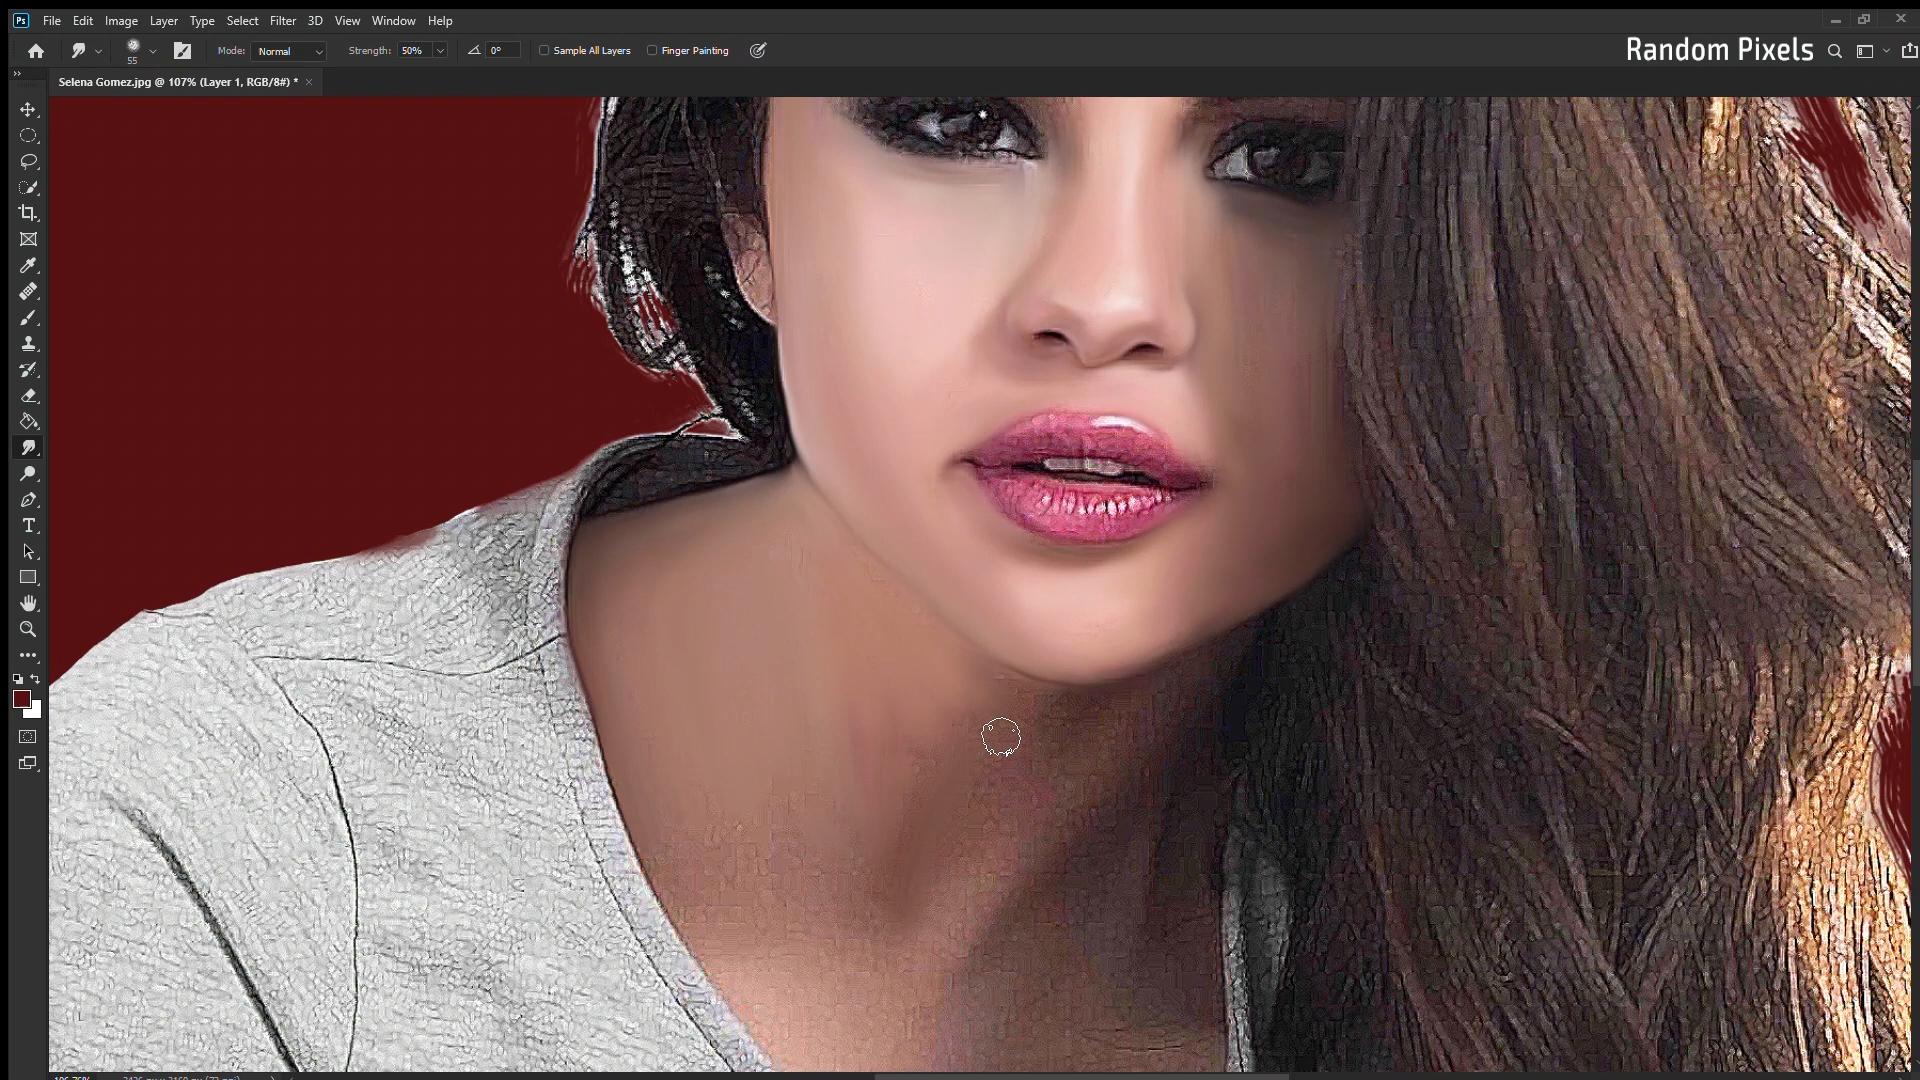 Ps File Edit Image Layer Type Select Filter 3D View Window Help
55 Mode: Normal Strength: 50% 0° Sample All Layers Finger Painting Random Pixels
Selena Gomez.jpg @ 107% (Layer 1, RGB/8#) * ×
T